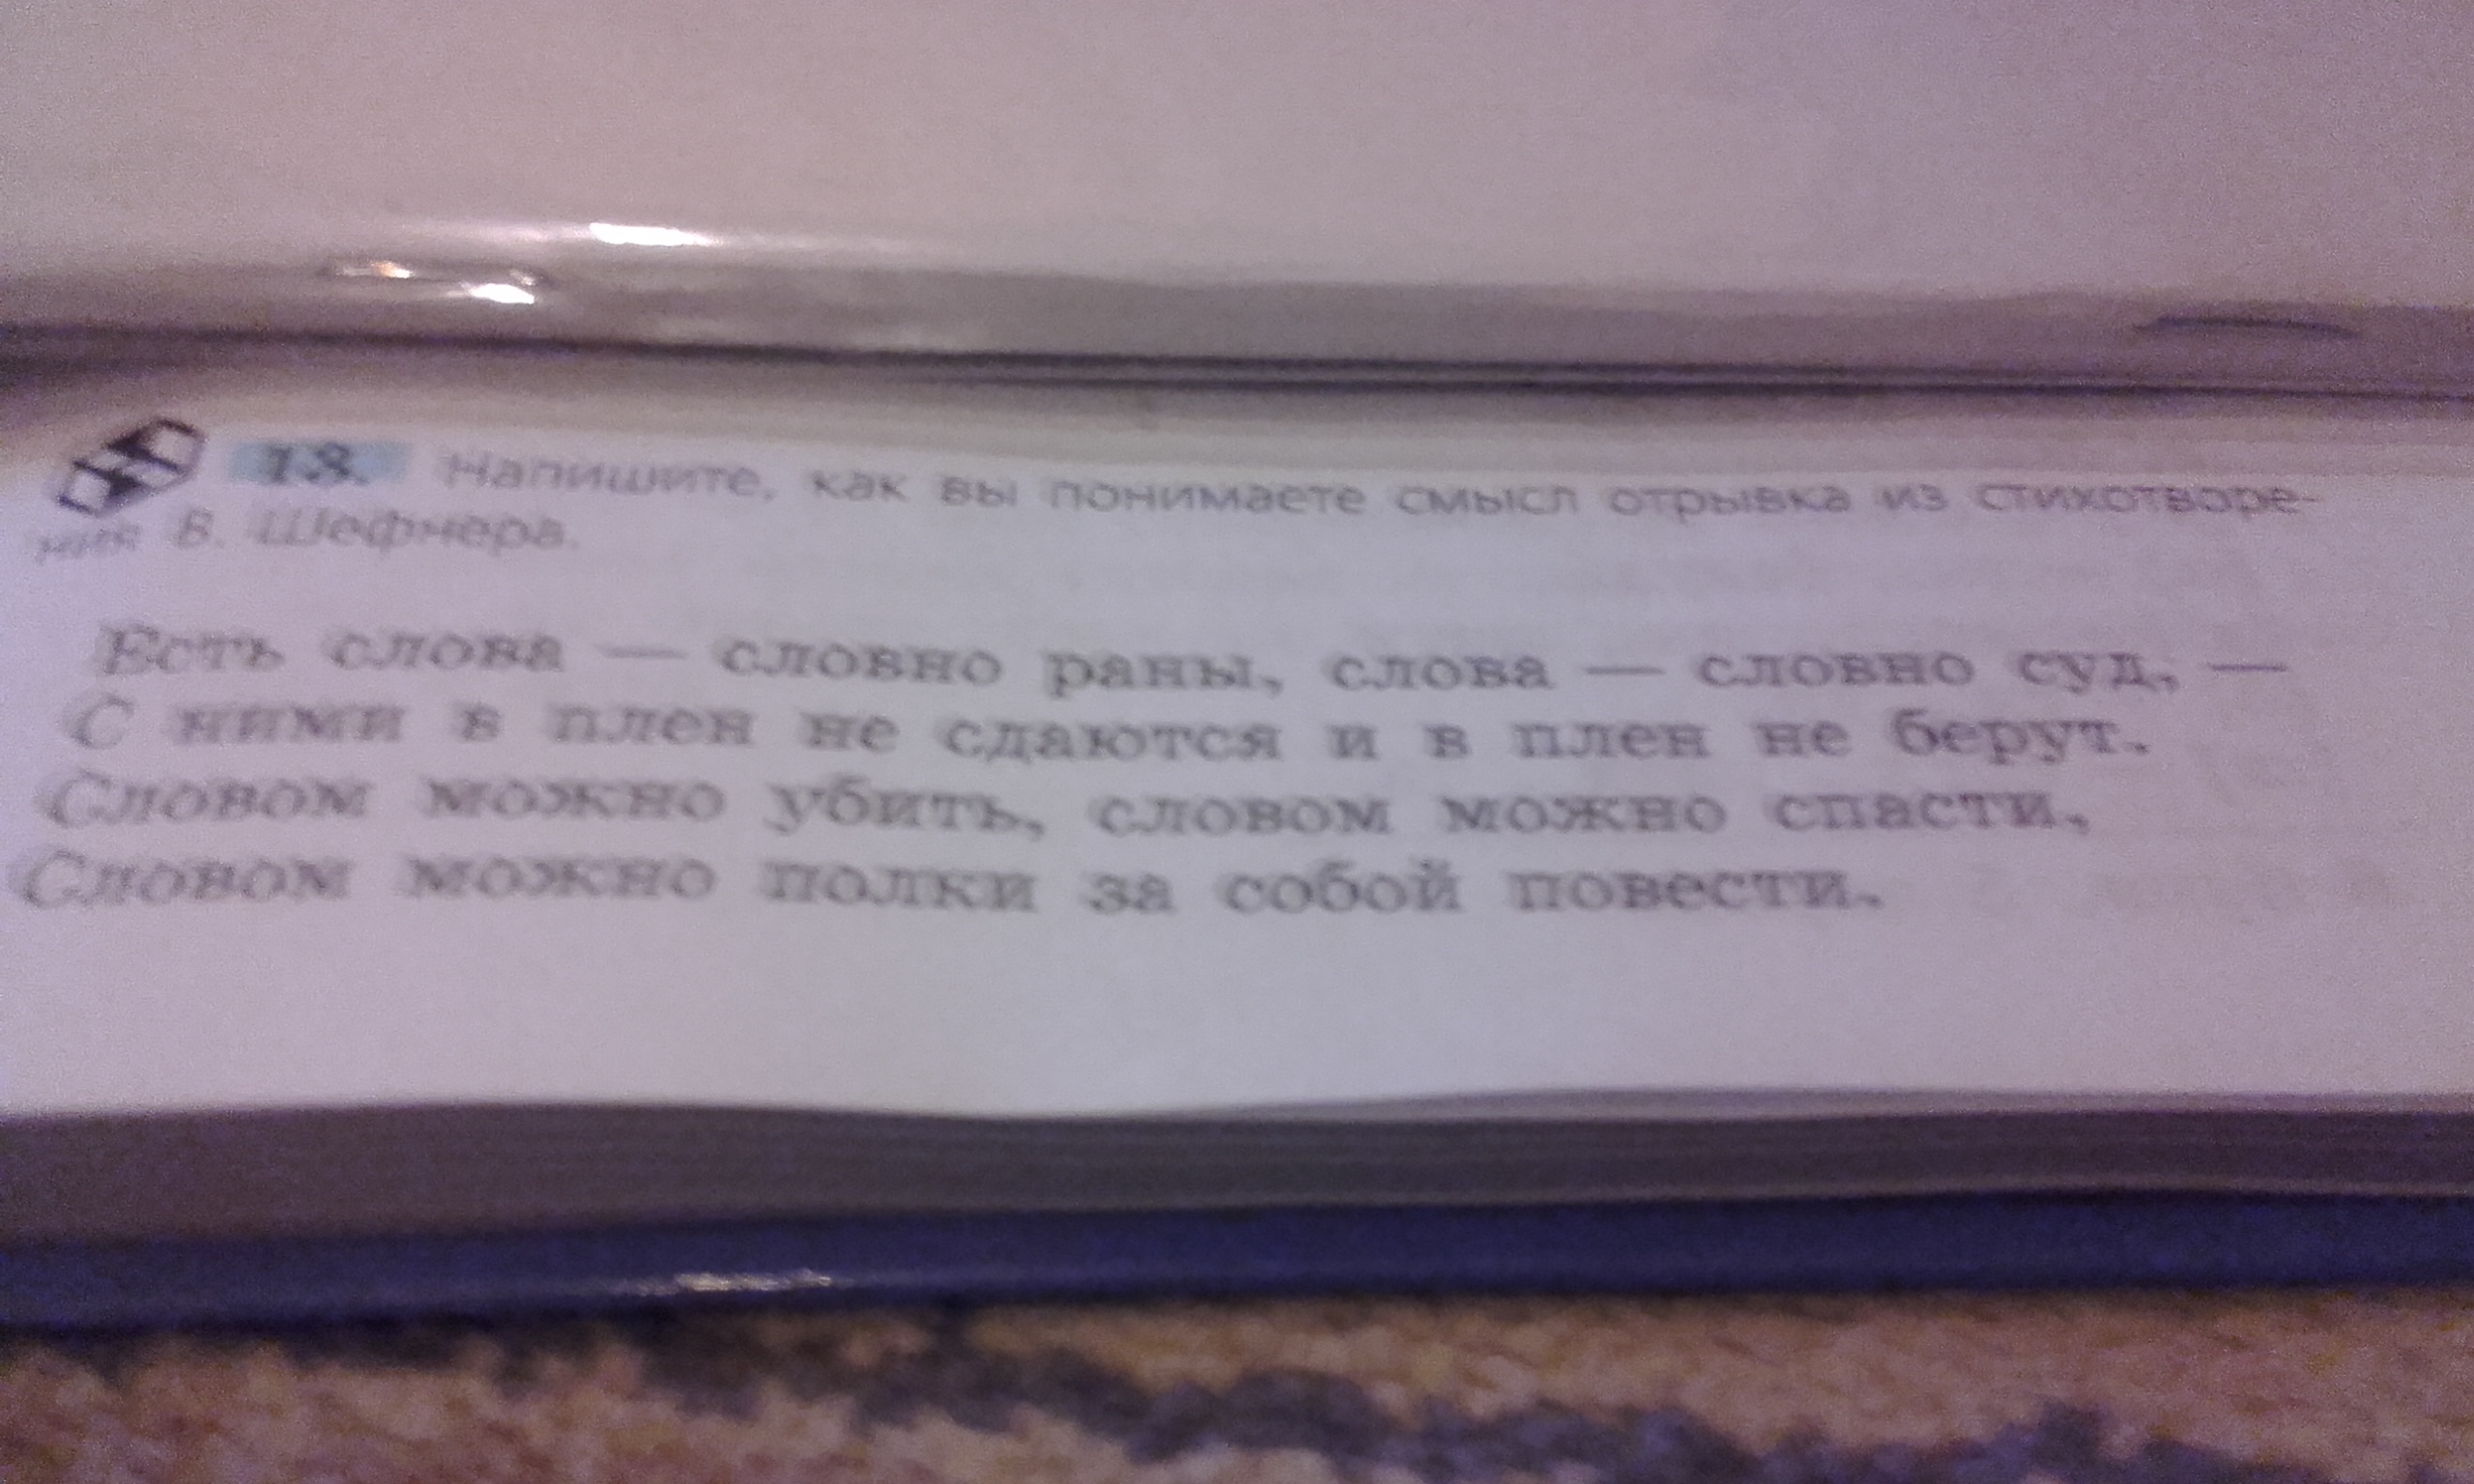 18. Напишите, как вы понимаете смысл отрывка из стихотворе-
ния В. Шефнера.
Есть слова — словно раны, слова — словно суд, —
С ними в плен не сдаются и в плен не берут.
Словом можно убить, словом можно спасти,
Словом можно полки за собой повести.